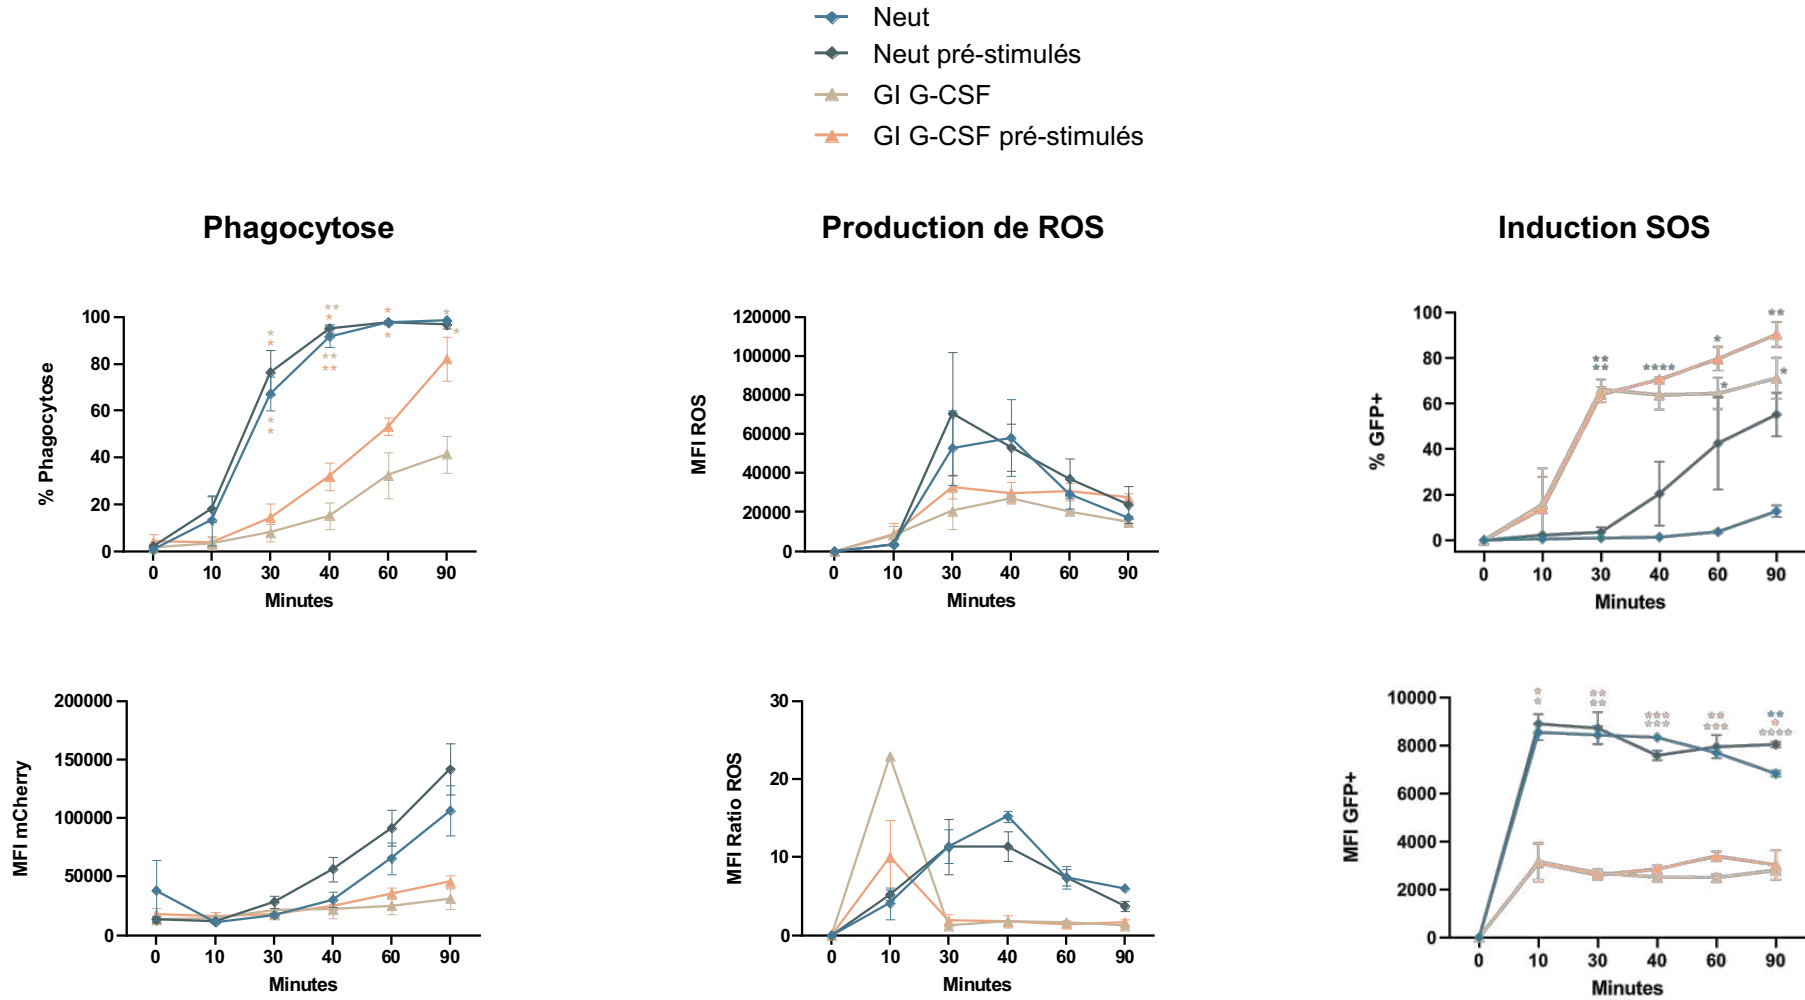 Neut
Neut pré-stimulés
GI G-CSF
GI G-CSF pré-stimulés
Phagocytose
Production de ROS
Induction SOS
% Phagocytose
100
80
60
40
20
0
* * ** * * * * *
** ** * *
0 10 30 40 60 90
Minutes
MFI ROS
120000
100000
80000
60000
40000
20000
0
0 10 30 40 60 90
Minutes
% GFP+
100
80
60
40
20
0
** ** **** * * ** *
0 10 30 40 60 90
Minutes
MFI mCherry
200000
150000
100000
50000
0
0 10 30 40 60 90
Minutes
MFI Ratio ROS
30
20
10
0
0 10 30 40 60 90
Minutes
MFI GFP+
10000
8000
6000
4000
2000
0
* ** *** ** **
* ** *** *** *
****
0 10 30 40 60 90
Minutes